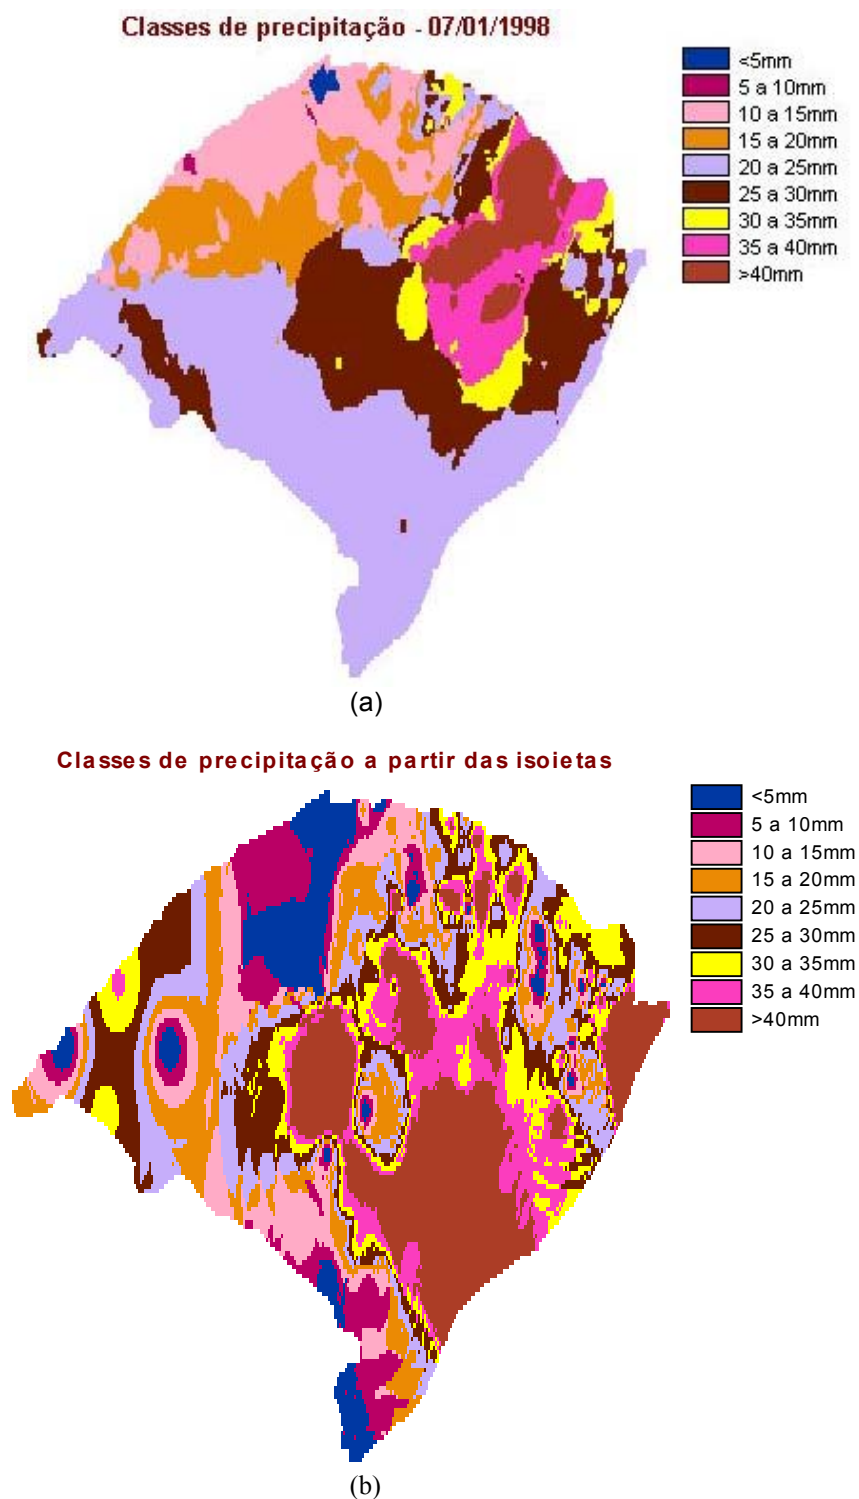 Classes de precipitação - 07/01/1998
<5mm
5 a 10mm
10 a 15mm
15 a 20mm
20 a 25mm
25 a 30mm
30 a 35mm
35 a 40mm
>40mm
(a)
Classes de precipitação a partir das isoietas
<5mm
5 a 10mm
10 a 15mm
15 a 20mm
20 a 25mm
25 a 30mm
30 a 35mm
35 a 40mm
>40mm
(b)